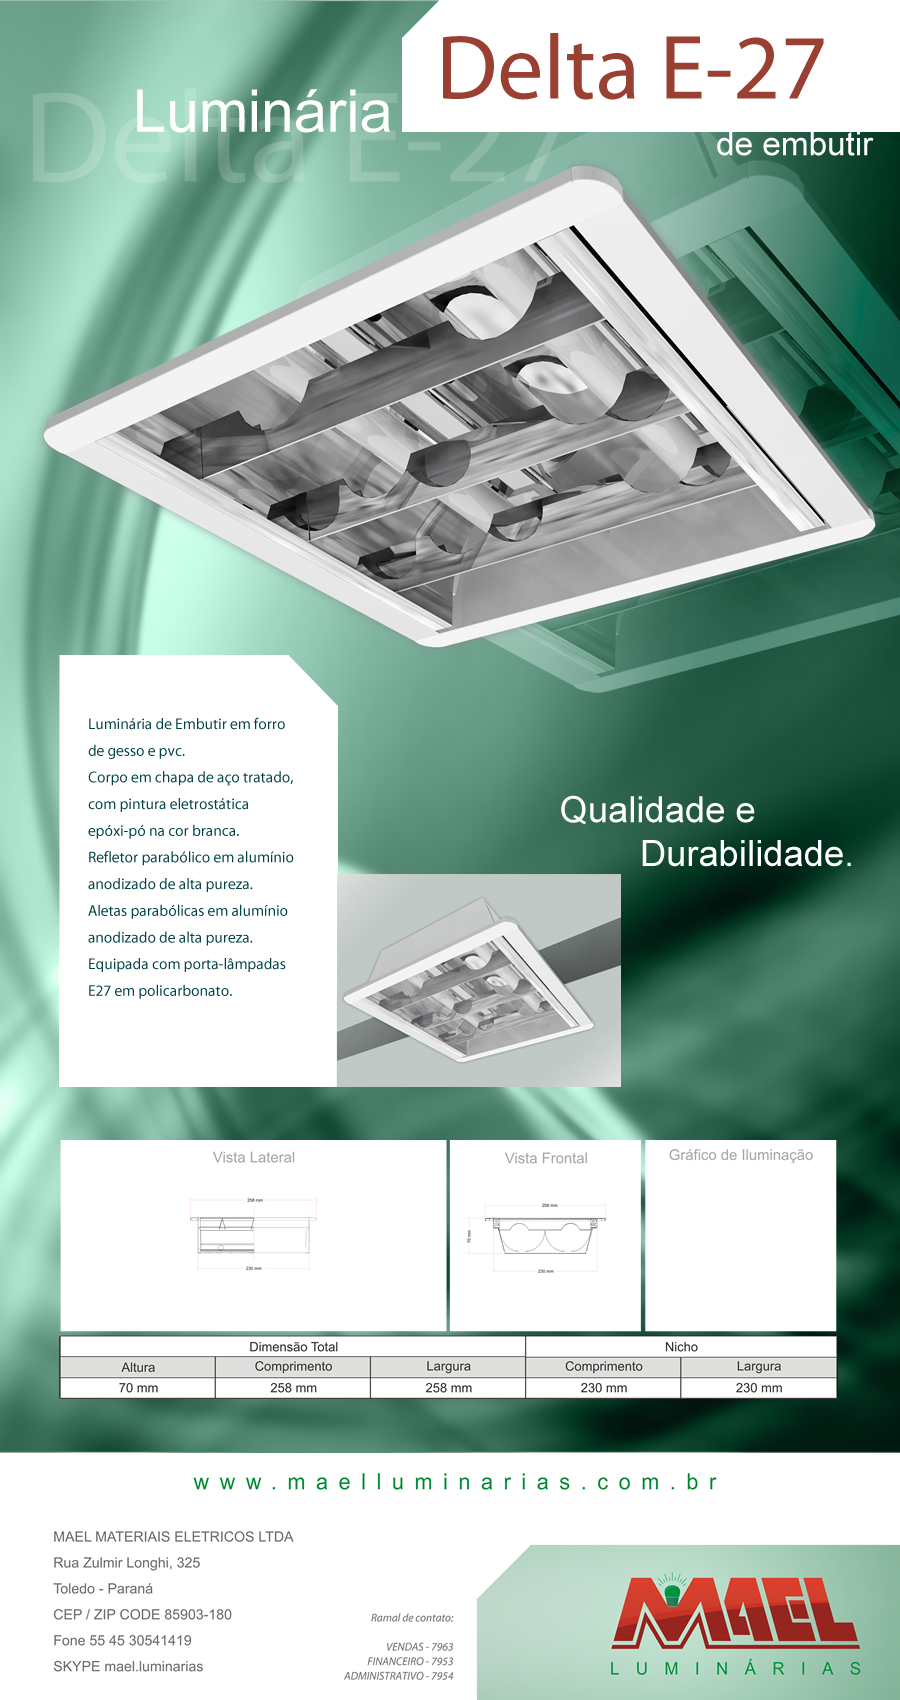 Delta E-27
Luminária
Delta E-27
de embutir
Luminária de Embutir em forro
de gesso e pvc.
Corpo em chapa de aço tratado,
com pintura eletrostática
epóxi-pó na cor branca.
Refletor parabólico em alumínio
anodizado de alta pureza.
Aletas parabólicas em alumínio
anodizado de alta pureza.
Equipada com porta-lâmpadas
E27 em policarbonato.
Qualidade e
Durabilidade.
Vista Lateral
258 mm
230 mm
Vista Frontal
258 mm
70 mm
230 mm
Gráfico de Iluminação
Dimensão Total Nicho
Altura Comprimento Largura Comprimento Largura
70 mm 258 mm 258 mm 230 mm 230 mm
www.maelluminarias.com.br
MAEL MATERIAIS ELETRICOS LTDA
Rua Zulmir Longhi, 325
Toledo - Paraná
CEP / ZIP CODE 85903-180
Fone 55 45 30541419
SKYPE mael.luminarias
Ramal de contato:
VENDAS - 7963
FINANCEIRO - 7953
ADMINISTRATIVO - 7954
MAEL
LUMINÁRIAS